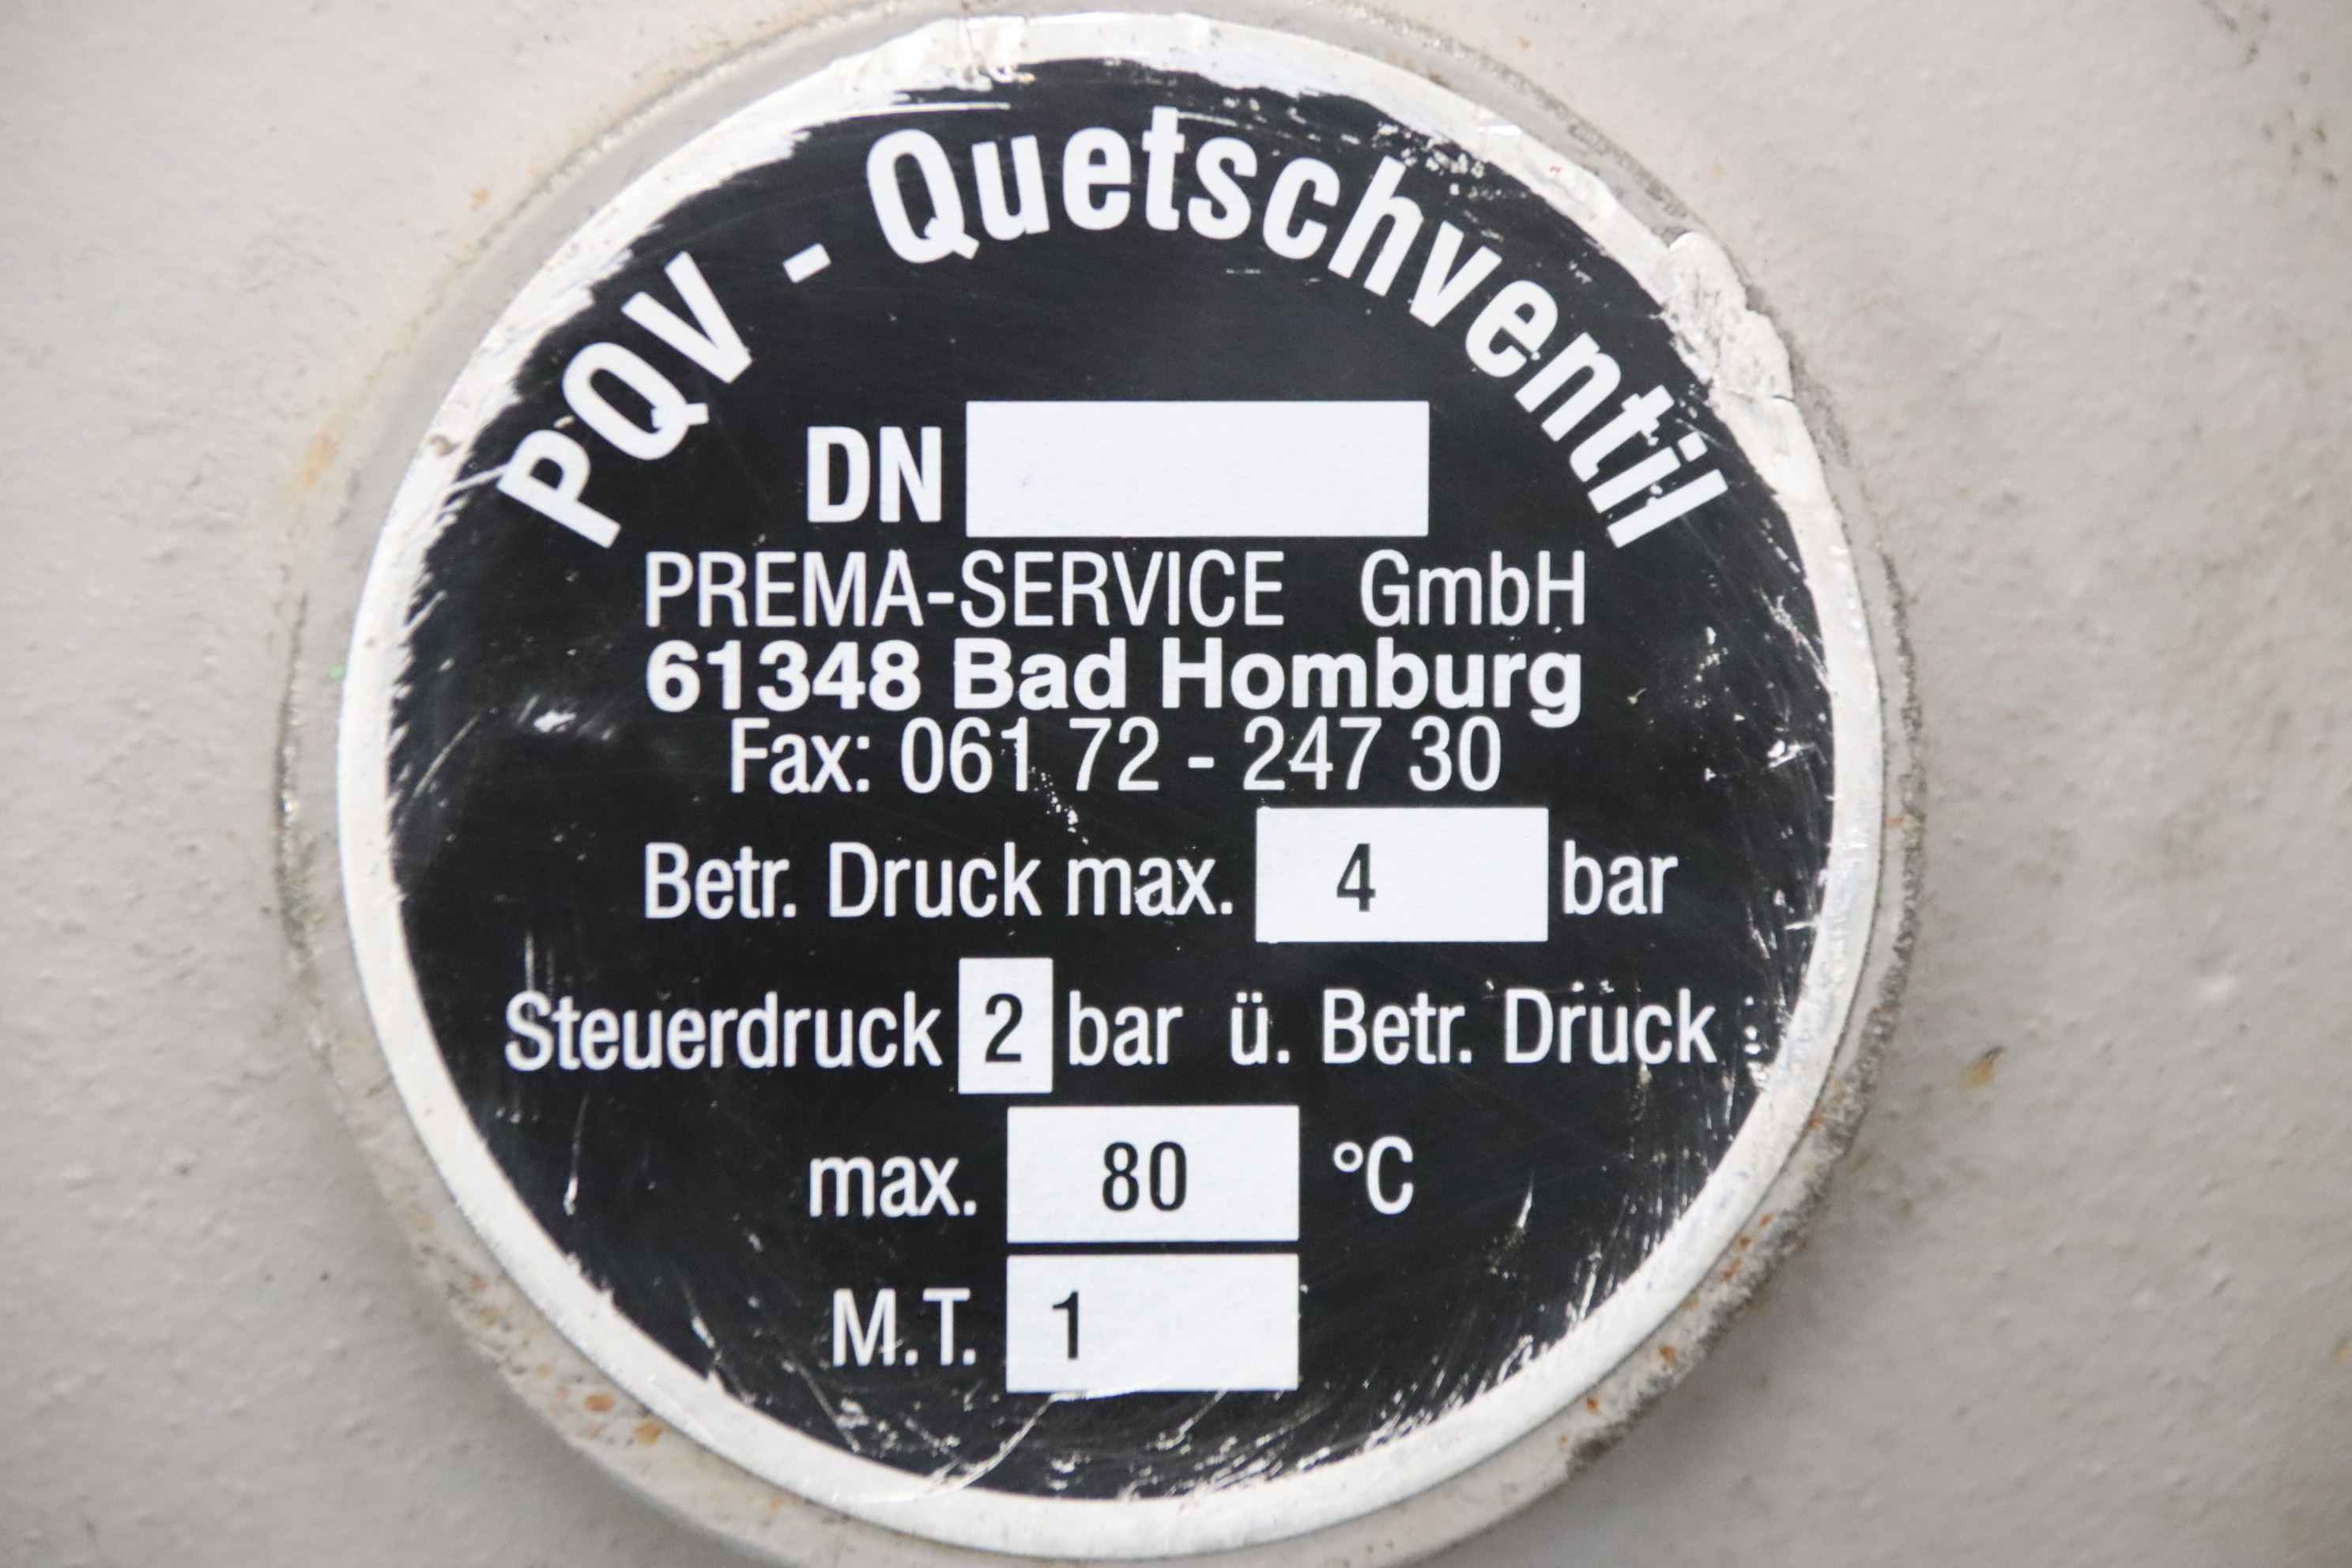 PQV - Quetschventil
DN
PREMA-SERVICE GmbH
61348 Bad Homburg
Fax: 061 72 - 247 30
Betr. Druck max. 4 bar
Steuerdruck 2 bar ü. Betr. Druck
max. 80 °C
M.T. 1